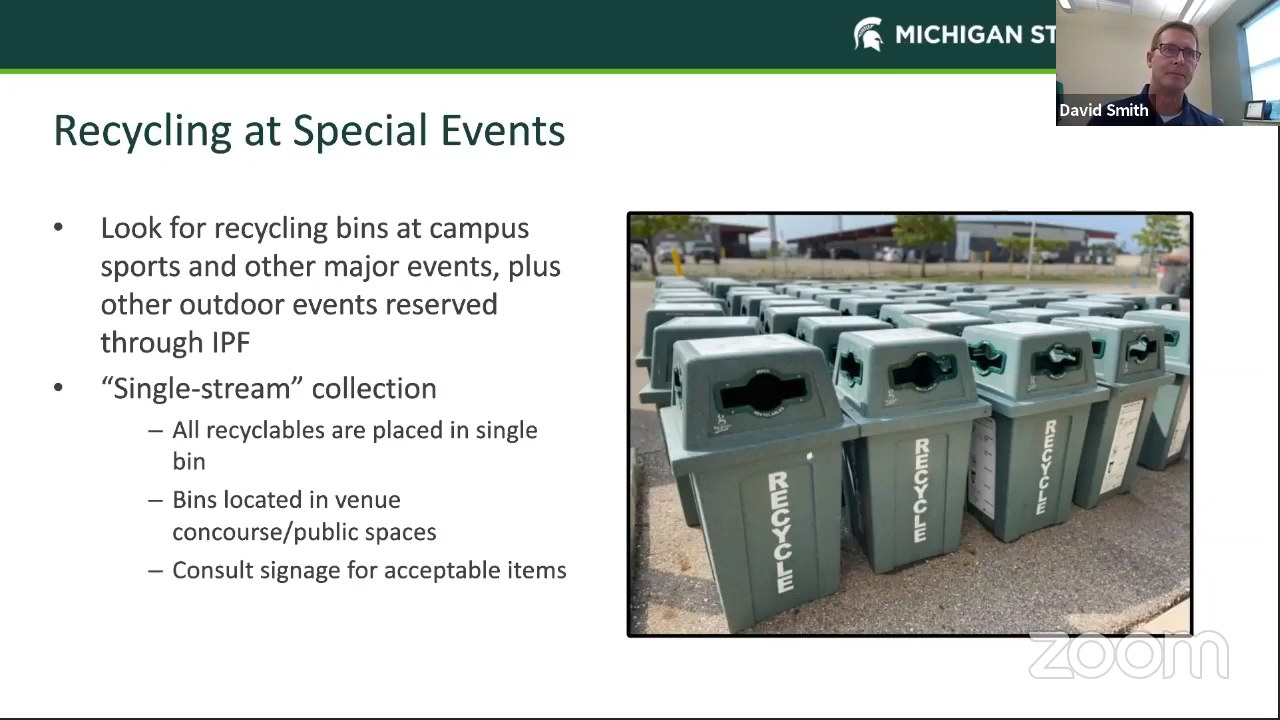 MICHIGAN ST
David Smith
Recycling at Special Events
• Look for recycling bins at campus
sports and other major events, plus
other outdoor events reserved
through IPF
• “Single-stream” collection
– All recyclables are placed in single
bin
– Bins located in venue
concourse/public spaces
– Consult signage for acceptable items
RECYCLE
RECYCLE
RECYCLE
zoom